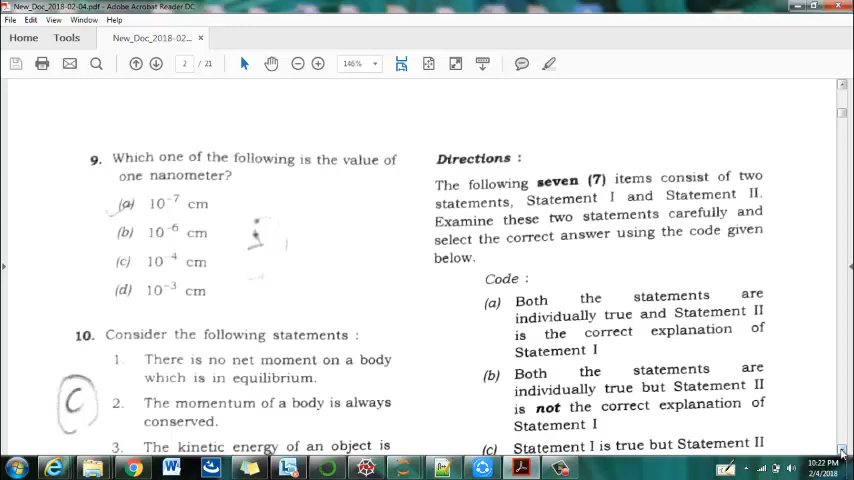 New_Doc_2018-02-04.pdf - Adobe Acrobat Reader DC
File Edit View Window Help
Home Tools New_Doc_2018-02... ×
2 / 21 146%
9. Which one of the following is the value of
one nanometer?
(a) 10⁻⁷ cm
(b) 10⁻⁶ cm
(c) 10⁻⁴ cm
(d) 10⁻³ cm
10. Consider the following statements :
1. There is no net moment on a body
which is in equilibrium.
C
2. The momentum of a body is always
conserved.
3. The kinetic energy of an object is
Directions :
The following seven (7) items consist of two
statements, Statement I and Statement II.
Examine these two statements carefully and
select the correct answer using the code given
below.
Code :
(a) Both the statements are
individually true and Statement II
is the correct explanation of
Statement I
(b) Both the statements are
individually true but Statement II
is not the correct explanation of
Statement I
(c) Statement I is true but Statement II
10:22 PM
2/4/2018